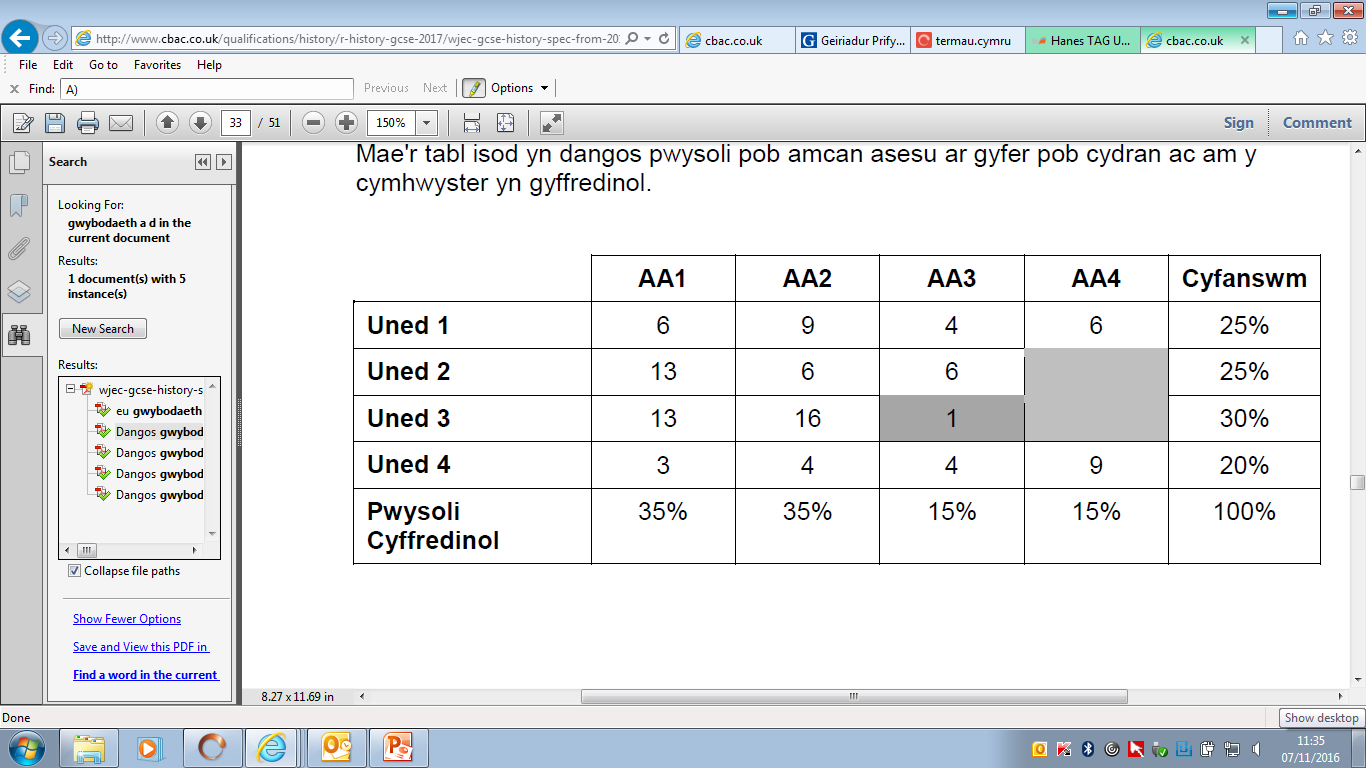 http://www.cbac.co.uk/qualifications/history/r-history-gcse-2017/wjec-gcse-history-spec-from-20
cbac.co.uk
Geiriadur Prify...
termau.cymru
Hanes TAG U...
cbac.co.uk
File Edit Go to Favorites Help
x Find: A) Previous Next Options
33 / 51 150% Sign Comment
Search
Looking For:
gwybodaeth a d in the
current document
Results:
1 document(s) with 5
instance(s)
New Search
Results:
wjec-gcse-history-s
eu gwybodaeth
Dangos gwybod
Dangos gwybod
Dangos gwybod
Dangos gwybod
Collapse file paths
Show Fewer Options
Save and View this PDF in
Find a word in the current
Mae'r tabl isod yn dangos pwysoli pob amcan asesu ar gyfer pob cydran ac am y
cymhwyster yn gyffredinol.
AA1 AA2 AA3 AA4 Cyfanswm
Uned 1 6 9 4 6 25%
Uned 2 13 6 6 25%
Uned 3 13 16 1 30%
Uned 4 3 4 4 9 20%
Pwysoli 35% 35% 15% 15% 100%
Cyffredinol
8.27 x 11.69 in
Done
Show desktop
11:35
07/11/2016